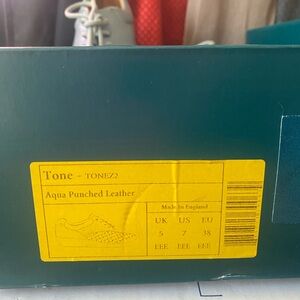 Tone - TONEZ2
Aqua Punched Leather
Made In England
UK US EU
5 7 38
EEE EEE EEE